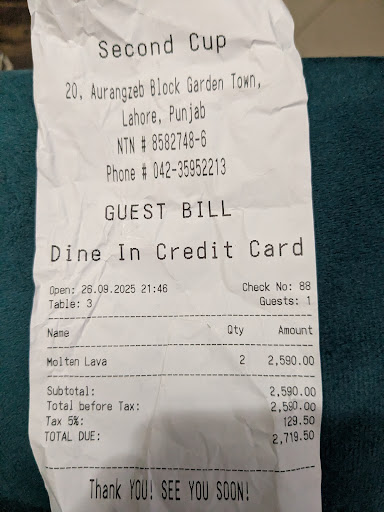 Second Cup
20, Aurangzeb Block Garden Town,
Lahore, Punjab
NTN # 8582748-6
Phone # 042-35952213
GUEST BILL
Dine In Credit Card
Open: 26.09.2025 21:46 Check No: 88
Table: 3 Guests: 1
Name Qty Amount
Molten Lava 2 2,590.00
Subtotal: 2,590.00
Total before Tax: 2,590.00
Tax 5%: 129.50
TOTAL DUE: 2,719.50
Thank YOU! SEE YOU SOON!